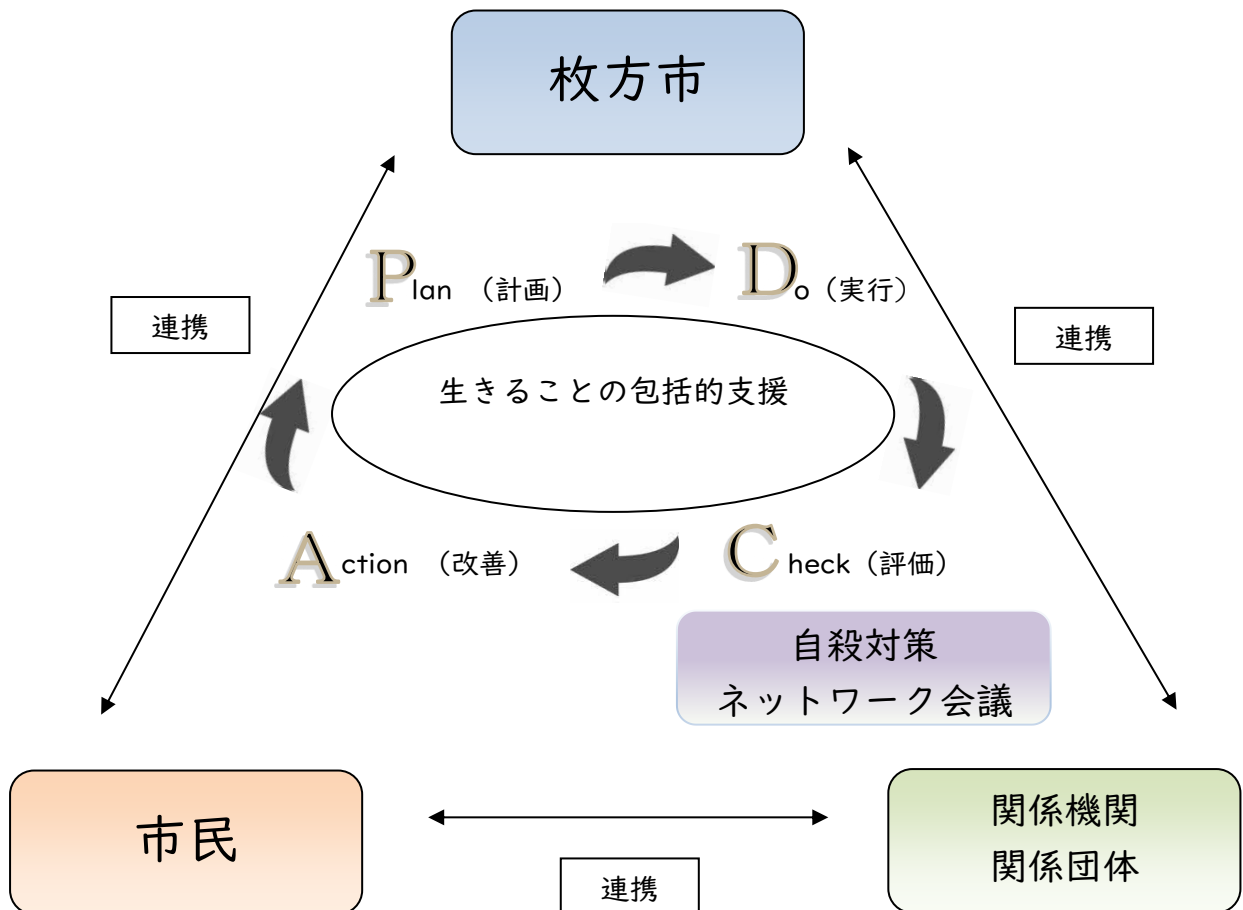 枚方市
Plan （計画）
Do（実行）
連携
連携
生きることの包括的支援
Action （改善）
Check（評価）
自殺対策
ネットワーク会議
市民
関係機関
関係団体
連携